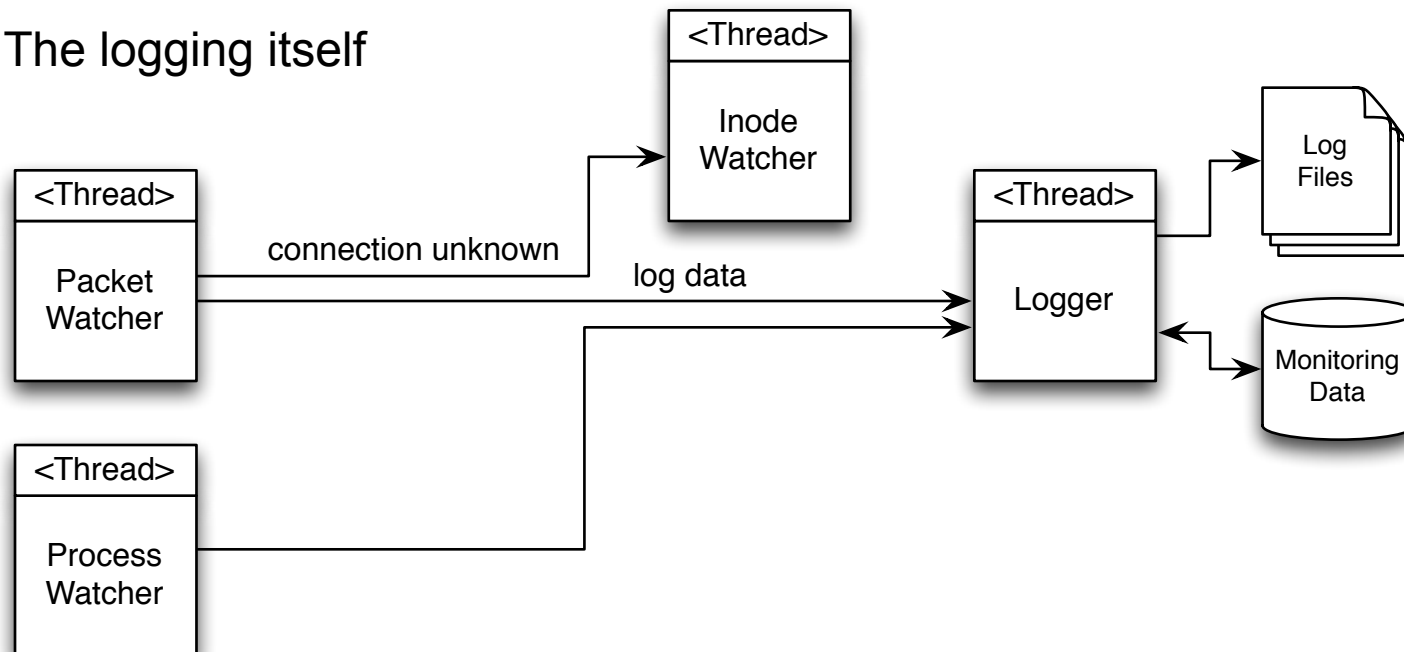 The logging itself
<Thread>
Inode
Watcher
<Thread>
Packet
Watcher
connection unknown
log data
<Thread>
Logger
Log
Files
Monitoring
Data
<Thread>
Process
Watcher